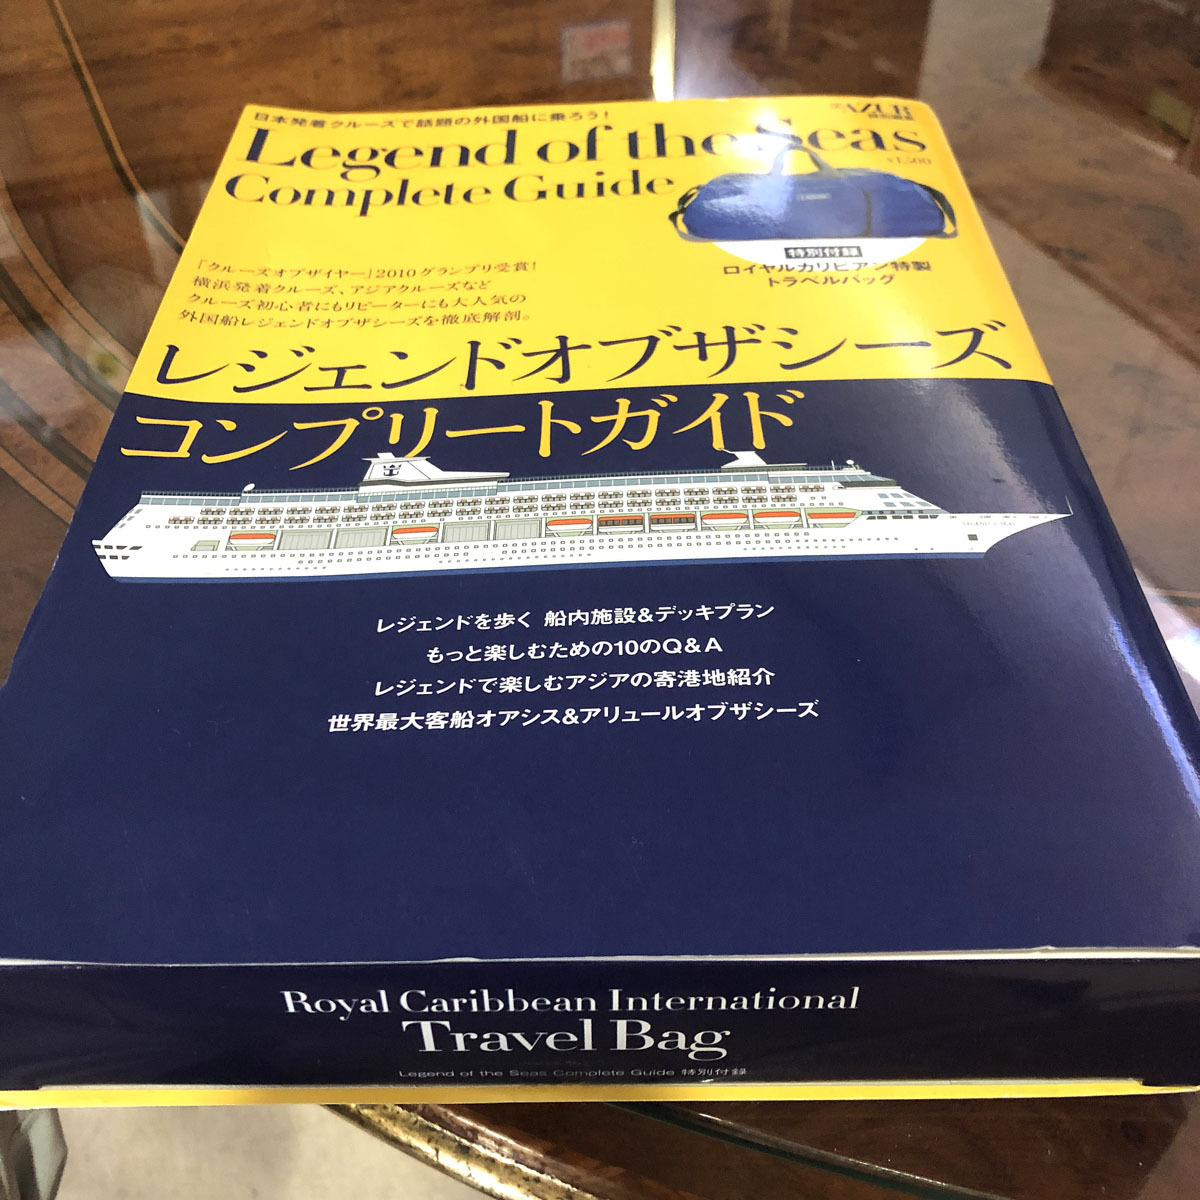 日本発着クルーズで話題の外国船に乗ろう!
AZUR
Legend of the Seas
¥1,500
Complete Guide
特別付録
ロイヤルカリビアン特製
トラベルバッグ
「クルーズオブザイヤー」2010グランプリ受賞!
横浜発着クルーズ、アジアクルーズなど
クルーズ初心者にもリピーターにも大人気の
外国船レジェンドオブザシーズを徹底解剖。
レジェンドオブザシーズ
コンプリートガイド
レジェンドを歩く 船内施設&デッキプラン
もっと楽しむための10のQ&A
レジェンドで楽しむアジアの寄港地紹介
世界最大客船オアシス&アリュールオブザシーズ
Royal Caribbean International
Travel Bag
Legend of the Seas Complete Guide 特別付録